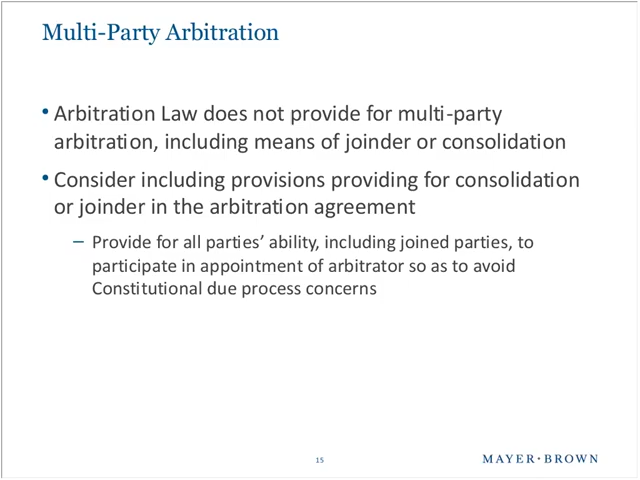 Multi-Party Arbitration
• Arbitration Law does not provide for multi-party
arbitration, including means of joinder or consolidation
• Consider including provisions providing for consolidation
or joinder in the arbitration agreement
– Provide for all parties’ ability, including joined parties, to
participate in appointment of arbitrator so as to avoid
Constitutional due process concerns
15
MAYER • BROWN